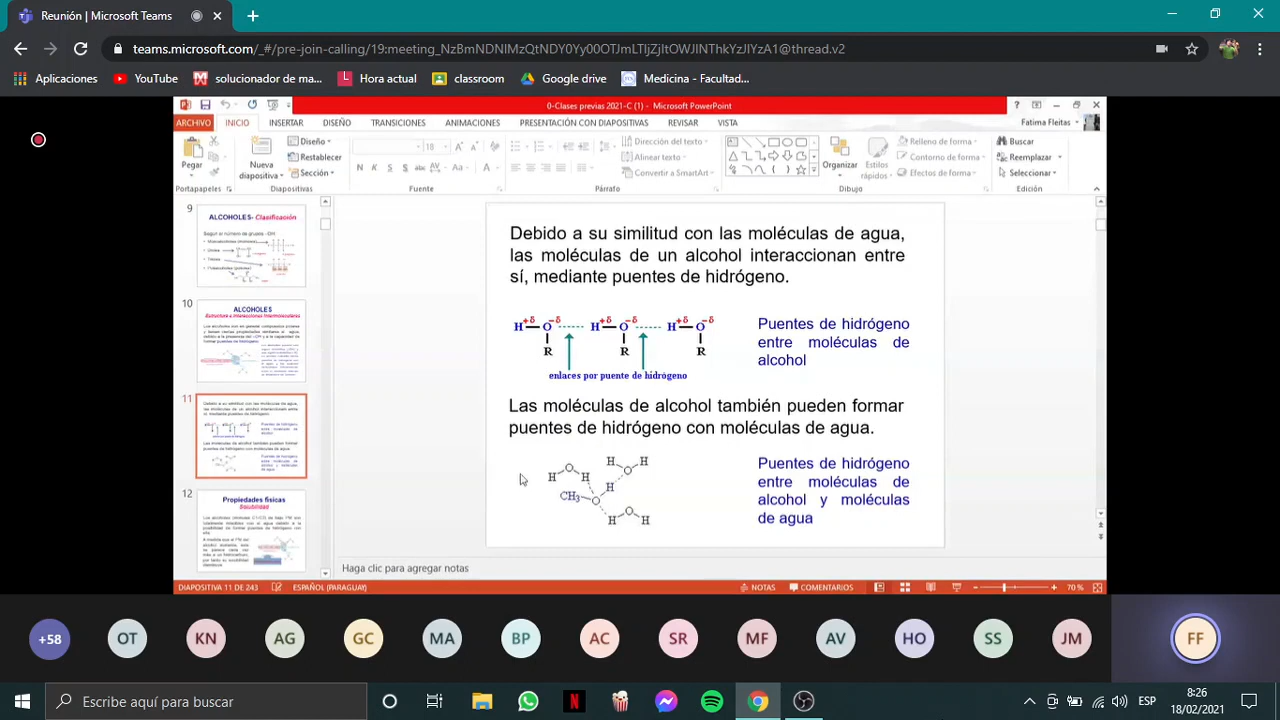 Reunión | Microsoft Teams
teams.microsoft.com/_#/pre-join-calling/19:meeting_NzBmNDNlMzQtNDY0Yy00OTJmLTljZjItOWJlNThkYzJlYzA1@thread.v2
Aplicaciones YouTube solucionador de ma... Hora actual classroom Google drive Medicina - Facultad...
0-Clases previas 2021-C (1) - Microsoft PowerPoint
ARCHIVO INICIO INSERTAR DISEÑO TRANSICIONES ANIMACIONES PRESENTACIÓN CON DIAPOSITIVAS REVISAR VISTA Fatima Fleitas
Pegar
Nueva
diapositiva
Diseño
Restablecer
Sección
18
N K S
Dirección del texto
Alinear texto
Convertir a SmartArt
Organizar
Estilos
rápidos
Relleno de forma
Contorno de forma
Efectos de forma
Buscar
Reemplazar
Seleccionar
Portapapeles Diapositivas Fuente Párrafo Dibujo Edición
9
ALCOHOLES- Clasificación
10
ALCOHOLES
Estructura e interacciones intermoleculares
11
12
Propiedades físicas
Solubilidad
Debido a su similitud con las moléculas de agua,
las moléculas de un alcohol interaccionan entre
sí, mediante puentes de hidrógeno.
+δ −δ +δ −δ +δ
H O H O H
R
enlaces por puente de hidrógeno
Puentes de hidrógeno
entre moléculas de
alcohol
Las moléculas de alcohol también pueden formar
puentes de hidrógeno con moléculas de agua.
H O H
H O H
H
CH3 O
H O
Puentes de hidrógeno
entre moléculas de
alcohol y moléculas
de agua
Haga clic para agregar notas
DIAPOSITIVA 11 DE 243 ESPAÑOL (PARAGUAY) NOTAS COMENTARIOS 70 %
+58 OT KN AG GC MA BP AC SR MF AV HO SS JM FF
Escribe aquí para buscar
ESP
8:26
18/02/2021